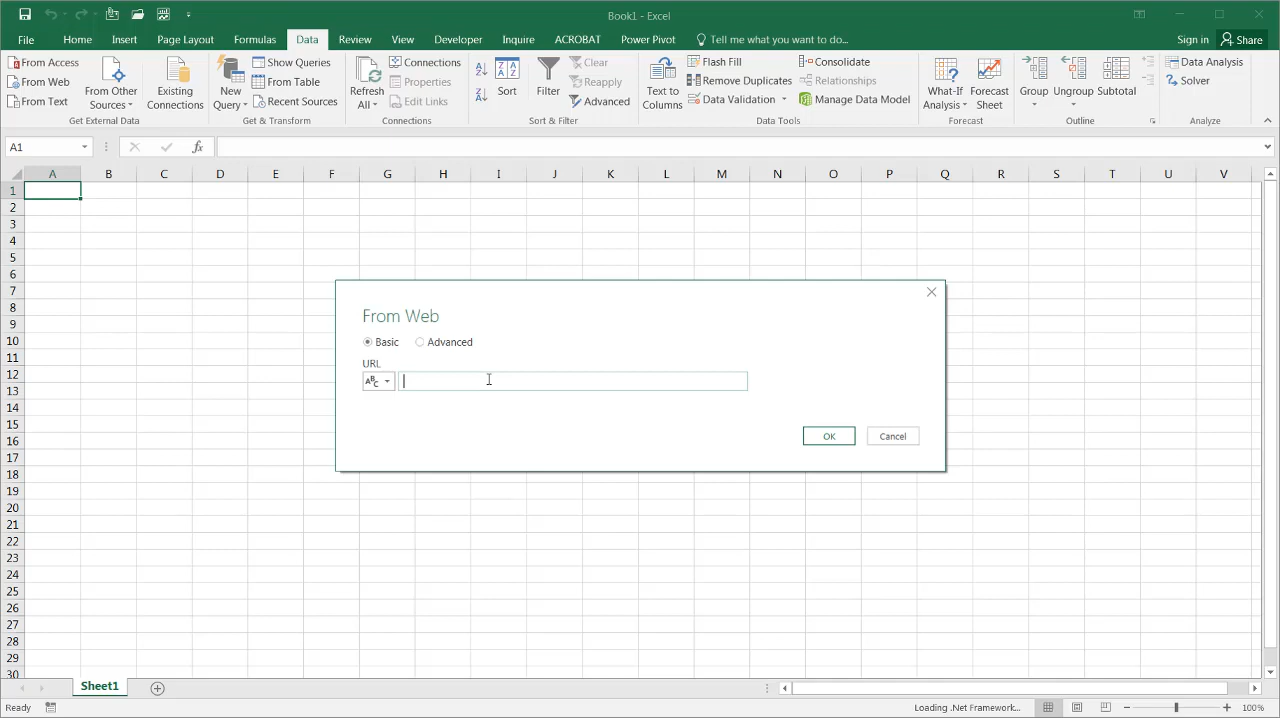 Book1 - Excel
File Home Insert Page Layout Formulas Data Review View Developer Inquire ACROBAT Power Pivot Tell me what you want to do... Sign in Share
From Access
From Web
From Text
From Other Sources
Existing Connections
Get External Data
New Query
Show Queries
From Table
Recent Sources
Get & Transform
Refresh All
Connections
Properties
Edit Links
Connections
Sort
Filter
Clear
Reapply
Advanced
Sort & Filter
Text to Columns
Flash Fill
Remove Duplicates
Data Validation
Consolidate
Relationships
Manage Data Model
Data Tools
What-If Analysis
Forecast Sheet
Forecast
Group
Ungroup
Subtotal
Outline
Data Analysis
Solver
Analyze
A1 fx
A B C D E F G H I J K L M N O P Q R S T U V
1
2
3
4
5
6
7
8
9
10
11
12
13
14
15
16
17
18
19
20
21
22
23
24
25
26
27
28
29
30
From Web
Basic Advanced
URL
ABC
OK Cancel
Sheet1
Ready Loading .Net Framework... 100%